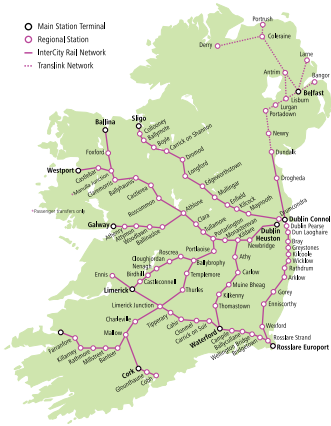 Main Station Terminal
Regional Station
InterCity Rail Network
Translink Network
Portrush
Coleraine
Derry
Larne
Antrim
Bangor
Belfast
Lisburn
Lurgan
Portadown
Newry
Dundalk
Drogheda
Sligo
Collooney
Ballymote
Boyle
Carrick on Shannon
Dromod
Longford
Edgeworthstown
Mullingar
Enfield
Kilcock
Maynooth
Drumcondra
Ballina
Foxford
Westport
Castlebar
*Manulla Junction
Claremorris
Ballyhaunis
Castlerea
Roscommon
*Passenger transfers only
Athlone
Clara
Tullamore
Portarlington
Monasterevin
Kildare
Newbridge
Galway
Athenry
Woodlawn
Ballinasloe
Dublin Connolly
Dublin Pearse
Dun Laoghaire
Dublin
Heuston
Bray
Greystones
Kilcoole
Wicklow
Rathdrum
Arklow
Gorey
Enniscorthy
Wexford
Rosslare Strand
Rosslare Europort
Portlaoise
Roscrea
Cloughjordan
Nenagh
Birdhill
Castleconnell
Ballybrophy
Templemore
Thurles
Athy
Carlow
Muine Bheag
Kilkenny
Thomastown
Ennis
Limerick
Limerick Junction
Tipperary
Cahir
Clonmel
Carrick on Suir
Waterford
Campile
Ballycullane
Wellington Bridge
Bridgetown
Charleville
Mallow
Banteer
Millstreet
Rathmore
Killarney
Farranfore
Cork
Glounthaune
Cobh